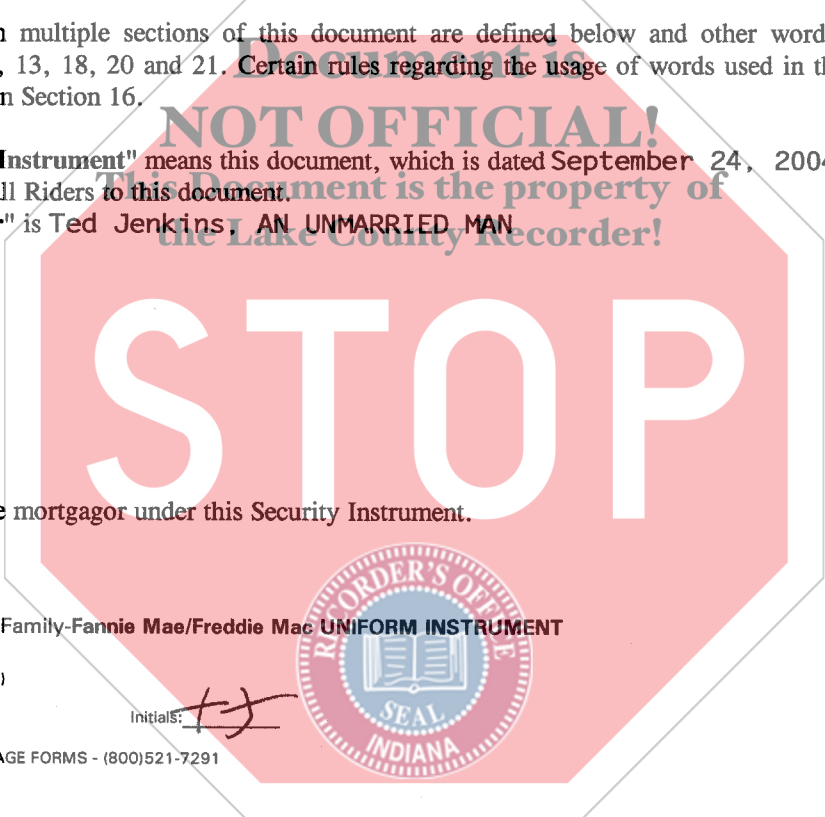 n multiple sections of this document are defined below and other word
, 13, 18, 20 and 21. Certain rules regarding the usage of words used in th
n Section 16.
Document is
NOT OFFICIAL!
Instrument" means this document, which is dated September 24, 2004
ll Riders to this document.
This Document is the property of
" is Ted Jenkins, AN UNMARRIED MAN
the Lake County Recorder!
STOP
e mortgagor under this Security Instrument.
RECORDER'S OFFICE
SEAL
INDIANA
Family-Fannie Mae/Freddie Mac UNIFORM INSTRUMENT
)
Initials: TJ
AGE FORMS - (800)521-7291